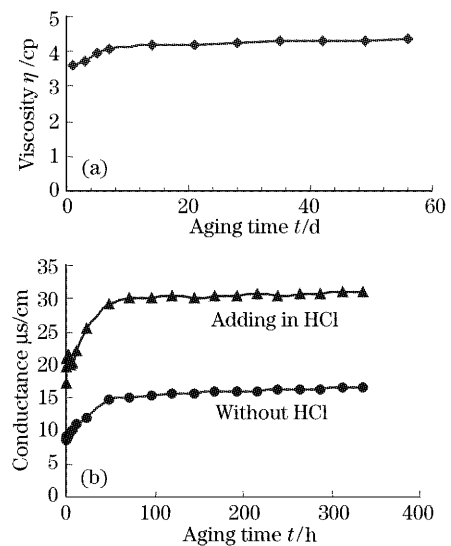 5
4
3
2
1
0
Viscosity η /cp
(a)
0 20 40 60
Aging time t/d
35
30
25
20
15
10
5
0
Conductance μs/cm
Adding in HCl
Without HCl
(b)
0 100 200 300 400
Aging time t/h